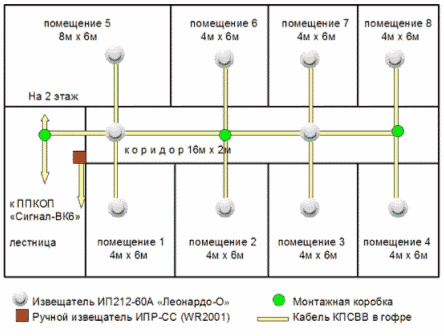 помещение 5
8м х 6м
помещение 6
4м х 6м
помещение 7
4м х 6м
помещение 8
4м х 6м
На 2 этаж
коридор 16м х 2м
к ППКОП
«Сигнал-ВК6»
лестница
помещение 1
4м х 6м
помещение 2
4м х 6м
помещение 3
4м х 6м
помещение 4
4м х 6м
Извещатель ИП212-60А «Леонардо-О»
Монтажная коробка
Ручной извещатель ИПР-СС (WR2001)
Кабель КПСВВ в гофре